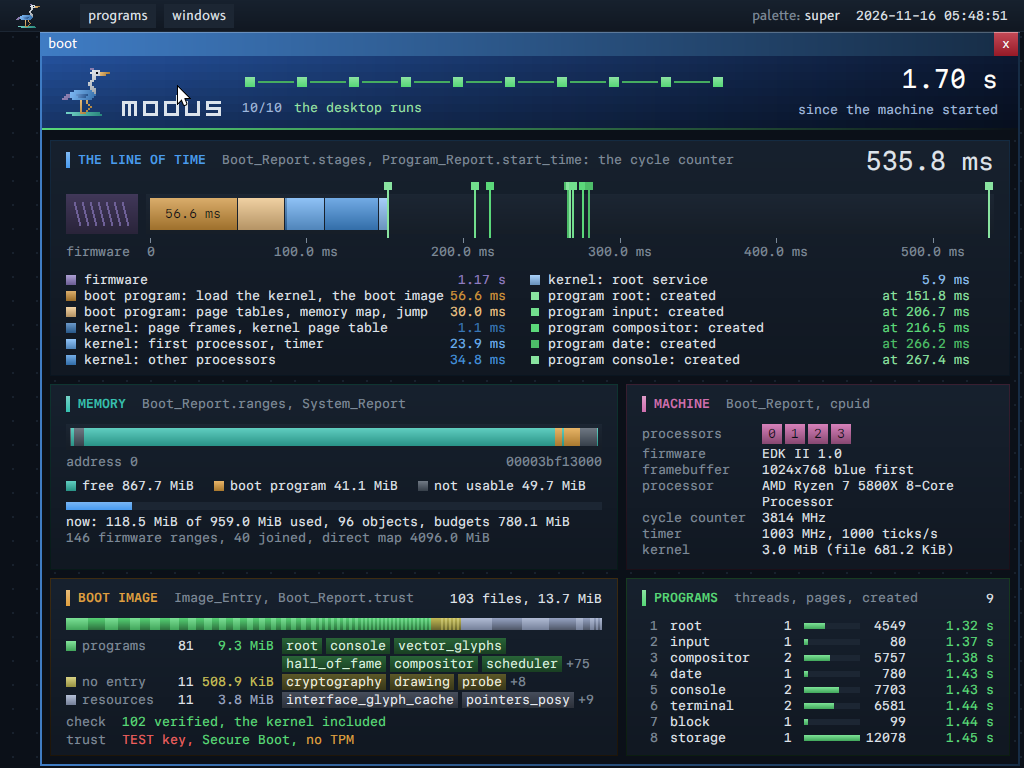 programs windows palette: super 2026-11-16 05:48:51
boot x
1.70 s
MODUS 10/10 the desktop runs since the machine started
THE LINE OF TIME Boot_Report.stages, Program_Report.start_time: the cycle counter 535.8 ms
56.6 ms
firmware 0 100.0 ms 200.0 ms 300.0 ms 400.0 ms 500.0 ms
firmware 1.17 s kernel: root service 5.9 ms
boot program: load the kernel, the boot image 56.6 ms program root: created at 151.8 ms
boot program: page tables, memory map, jump 30.0 ms program input: created at 206.7 ms
kernel: page frames, kernel page table 1.1 ms program compositor: created at 216.5 ms
kernel: first processor, timer 23.9 ms program date: created at 266.2 ms
kernel: other processors 34.8 ms program console: created at 267.4 ms
MEMORY Boot_Report.ranges, System_Report
address 0 00003bf13000
free 867.7 MiB boot program 41.1 MiB not usable 49.7 MiB
now: 118.5 MiB of 959.0 MiB used, 96 objects, budgets 780.1 MiB
146 firmware ranges, 40 joined, direct map 4096.0 MiB
MACHINE Boot_Report, cpuid
processors 0 1 2 3
firmware EDK II 1.0
framebuffer 1024x768 blue first
processor AMD Ryzen 7 5800X 8-Core
Processor
cycle counter 3814 MHz
timer 1003 MHz, 1000 ticks/s
kernel 3.0 MiB (file 681.2 KiB)
BOOT IMAGE Image_Entry, Boot_Report.trust 103 files, 13.7 MiB
programs 81 9.3 MiB root console vector_glyphs
hall_of_fame compositor scheduler +75
no entry 11 508.9 KiB cryptography drawing probe +8
resources 11 3.8 MiB interface_glyph_cache pointers_posy +9
check 102 verified, the kernel included
trust TEST key, Secure Boot, no TPM
PROGRAMS threads, pages, created 9
1 root 1 4549 1.32 s
2 input 1 80 1.37 s
3 compositor 2 5757 1.38 s
4 date 1 780 1.43 s
5 console 2 7703 1.43 s
6 terminal 2 6581 1.44 s
7 block 1 99 1.44 s
8 storage 1 12078 1.45 s